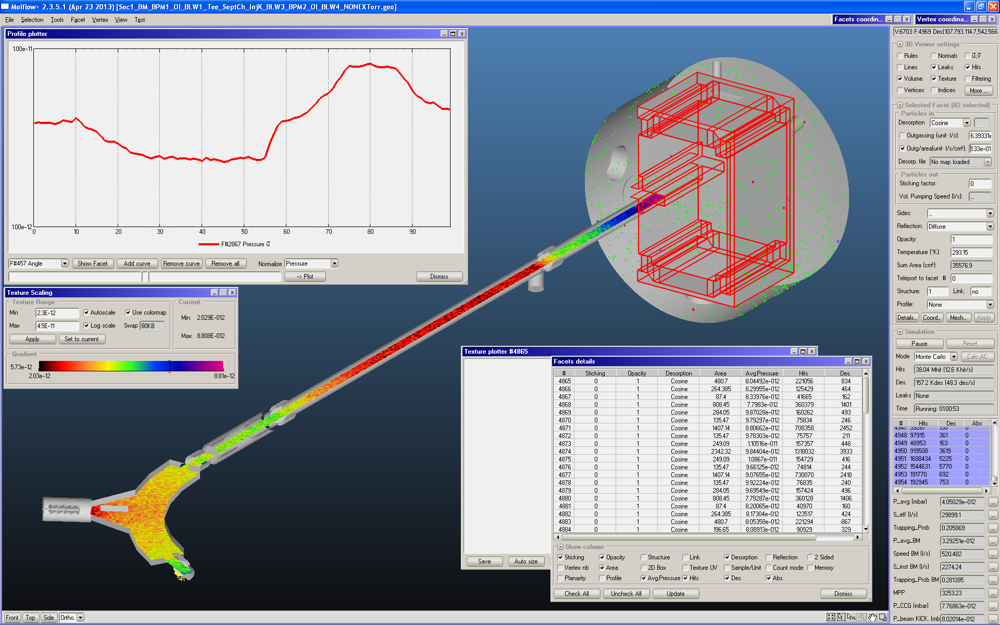 Molflow+ 2.3.5.1 (Apr 23 2013) [Sec1_BM_BPM1_OI_BLW1_Tee_SeptCh_InjK_BLW3_BPM2_OI_BLW4_NONEXTorr.geo]
File Selection Tools Facet Vertex View Test
Facets coordin... Vertex coordina...
Profile plotter
1.00e-11
1.00e-12
0 10 20 30 40 50 60 70 80 90
F#2867 Pressure u⃗
F#457 Angle Show Facet Add curve Remove curve Remove all Normalize Pressure
-> Plot Dismiss
Texture Scaling
Texture Range
Min 2.3E-12 Autoscale Use colormap
Max 4.5E-11 Log scale Swap 80KB
Apply Set to current
Current
Min: 2.029E-012
Max: 8.808E-012
Gradient
5.73e-12
2.03e-12 8.81e-12
Texture plotter #4865
Save Auto size
Facets details
# Sticking Opacity Desorption Area Avg.Pressure Hits Des.
4865 0 1 Cosine 480.7 8.04492e-012 221056 834
4866 0 1 Cosine 264.385 8.29955e-012 125429 464
4867 0 1 Cosine 87.4 8.33976e-012 41665 162
4868 0 1 Cosine 808.45 7.7983e-012 360379 1401
4869 0 1 Cosine 284.05 9.87028e-012 160262 493
4870 0 1 Cosine 135.47 9.79297e-012 75834 246
4871 0 1 Cosine 1407.14 8.80662e-012 708358 2452
4872 0 1 Cosine 135.47 9.78303e-012 75757 211
4873 0 1 Cosine 249.09 1.10516e-011 157357 448
4874 0 1 Cosine 2342.32 9.84404e-012 1318032 3933
4875 0 1 Cosine 249.09 1.0867e-011 154729 416
4876 0 1 Cosine 135.47 9.66125e-012 74814 244
4877 0 1 Cosine 1407.14 9.07655e-012 730070 2418
4878 0 1 Cosine 135.47 9.92224e-012 76835 240
4879 0 1 Cosine 284.05 9.69549e-012 157424 496
4880 0 1 Cosine 808.45 7.79287e-012 360128 1406
4881 0 1 Cosine 87.4 8.20065e-012 40970 160
4882 0 1 Cosine 264.385 8.17304e-012 123517 424
4883 0 1 Cosine 480.7 8.05358e-012 221294 867
4884 0 1 Cosine 196.65 8.08913e-012 90929 329
Show column
Sticking Opacity Structure Link Desorption Reflection 2 Sided
Vertex nb Area 2D Box Texture UV Sample/Unit Count mode Memory
Planarity Profile Avg.Pressure Hits Des. Abs.
Check All Uncheck All Update Dismiss
V:6703 F:4969 Dim:(107.793,114.7,542.566
3D Viewer settings
Rules Normals u⃗,v⃗
Lines Leaks Hits
Volume Texture Filtering
Vertices Indices More ...
Selected Facet (82 selected)
Particles in
Desorption Cosine
Outgassing (unit· l/s): 6.39331e
Outg/area(unit· l/s/cm²): 1.33e-01
Desorp. file No map loaded
Particles out
Sticking factor: 0
Vol. Pumping Speed (l/s): ...
Sides: ...
Reflection: Diffuse
Opacity: 1
Temperature (°K): 293.15
Sum Area (cm²): 35576.9
Teleport to facet # 0
Structure: 1 Link: no
Profile: None
Details... Coord... Mesh... Apply
Simulation
Pause Reset
Mode Monte Carlo Calc AC
Hits 38.04 Mhit (12.6 Khit/s)
Des. 157.2 Kdes (48.3 des/s)
Leaks None
Time Running: 01:00:53
# Hits Des Abs
4948 97915 361 0
4949 48953 163 0
4950 919508 3619 0
4951 1688434 5225 0
4952 1544631 5770 0
4953 191770 692 0
4954 192945 753 0
P_avg (mbar) 4.05029e-012 ...
S_eff (l/s) 29899.1 ...
Trapping_Prob 0.205869 ...
P_avg_BM 3.29251e-012 ...
Speed BM (l/s) 520.482 ...
S_inst BM (l/s) 2274.24 ...
Trapping_Prob BM 0.281395 ...
MPP 3253.23 ...
P_CCG (mbar) 7.76863e-012 ...
P_beam KICK. (mb 8.02014e-012 ...
Front Top Side Ortho.